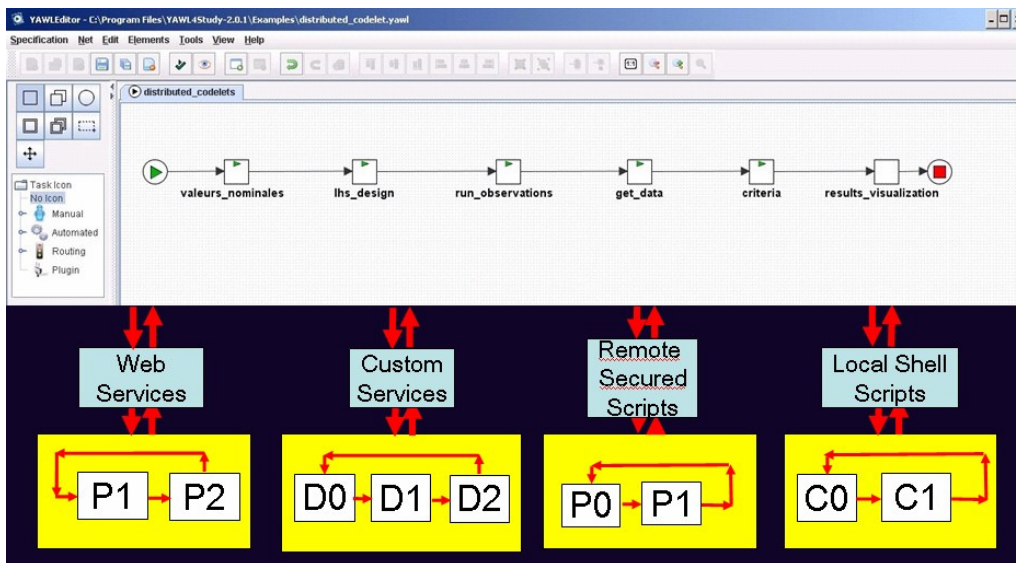 YAWLEditor - C:\Program Files\YAWL4Study-2.0.1\Examples\distributed_codelet.yawl
Specification Net Edit Elements Tools View Help
distributed_codelets
Task Icon
No Icon
Manual
Automated
Routing
Plugin
valeurs_nominales lhs_design run_observations get_data criteria results_visualization
Web
Services
Custom
Services
Remote
Secured
Scripts
Local Shell
Scripts
P1 P2
D0 D1 D2
P0 P1
C0 C1